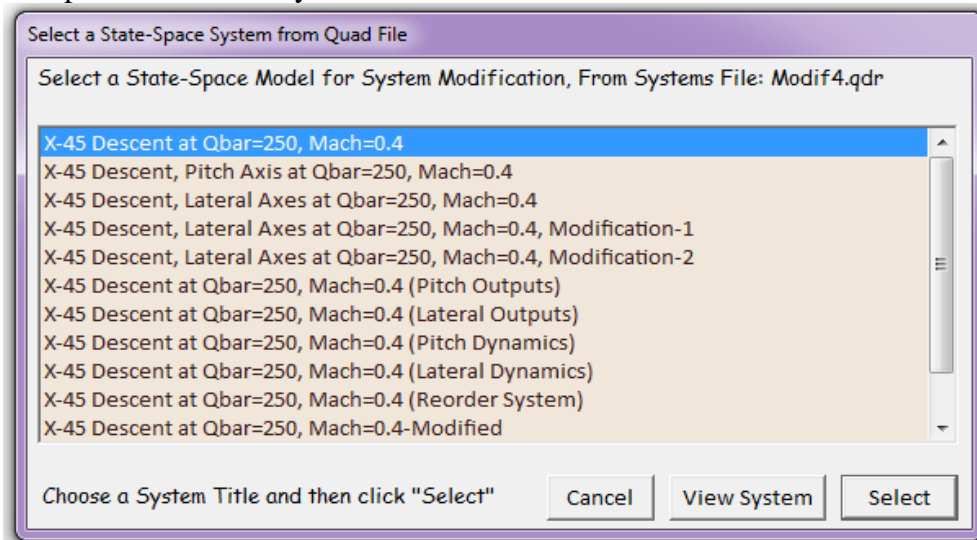 Select a State-Space System from Quad File
Select a State-Space Model for System Modification, From Systems File: Modif4.qdr
X-45 Descent at Qbar=250, Mach=0.4
X-45 Descent, Pitch Axis at Qbar=250, Mach=0.4
X-45 Descent, Lateral Axes at Qbar=250, Mach=0.4
X-45 Descent, Lateral Axes at Qbar=250, Mach=0.4, Modification-1
X-45 Descent, Lateral Axes at Qbar=250, Mach=0.4, Modification-2
X-45 Descent at Qbar=250, Mach=0.4 (Pitch Outputs)
X-45 Descent at Qbar=250, Mach=0.4 (Lateral Outputs)
X-45 Descent at Qbar=250, Mach=0.4 (Pitch Dynamics)
X-45 Descent at Qbar=250, Mach=0.4 (Lateral Dynamics)
X-45 Descent at Qbar=250, Mach=0.4 (Reorder System)
X-45 Descent at Qbar=250, Mach=0.4-Modified
Choose a System Title and then click "Select" Cancel View System Select